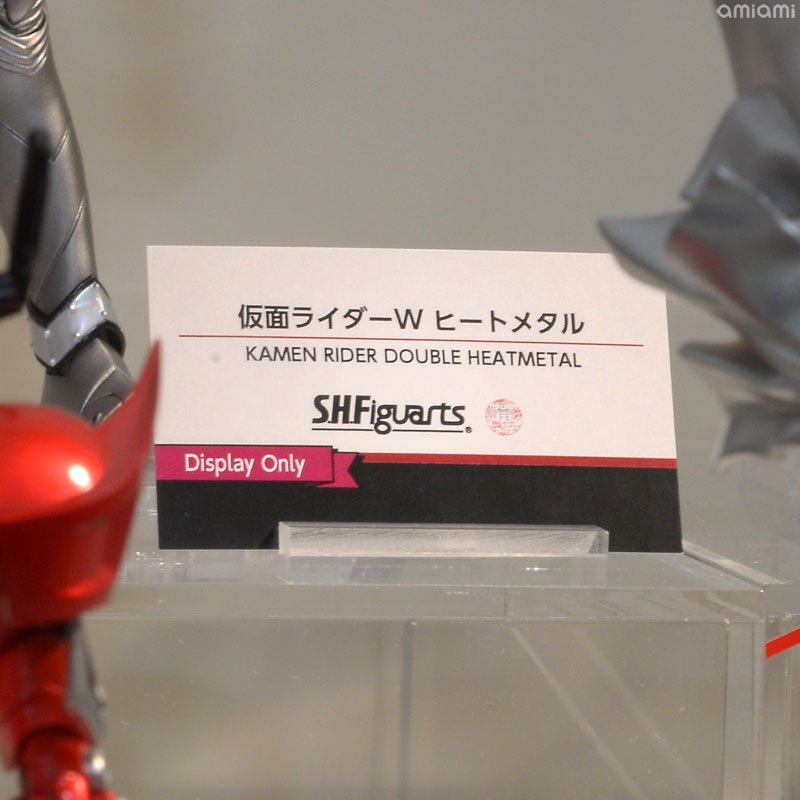 amiami
仮面ライダーW ヒートメタル
KAMEN RIDER DOUBLE HEATMETAL
S.H.Figuarts®
Display Only